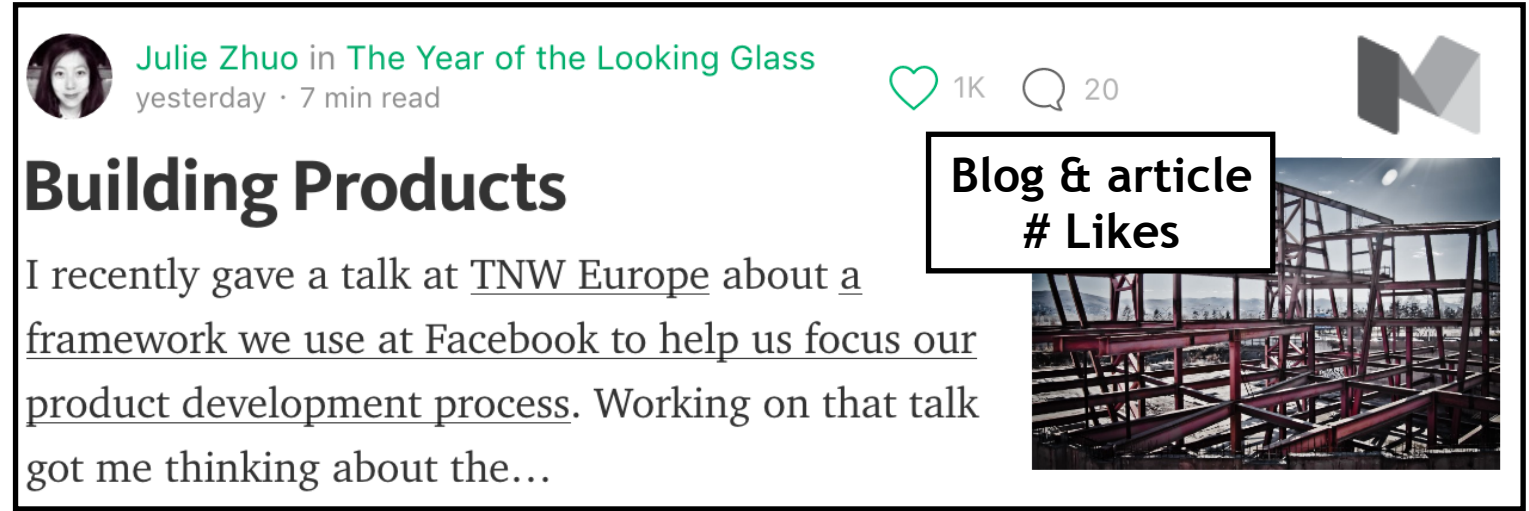 Julie Zhuo in The Year of the Looking Glass
yesterday · 7 min read
1K
20
Building Products
Blog & article
# Likes
I recently gave a talk at TNW Europe about a
framework we use at Facebook to help us focus our
product development process. Working on that talk
got me thinking about the…